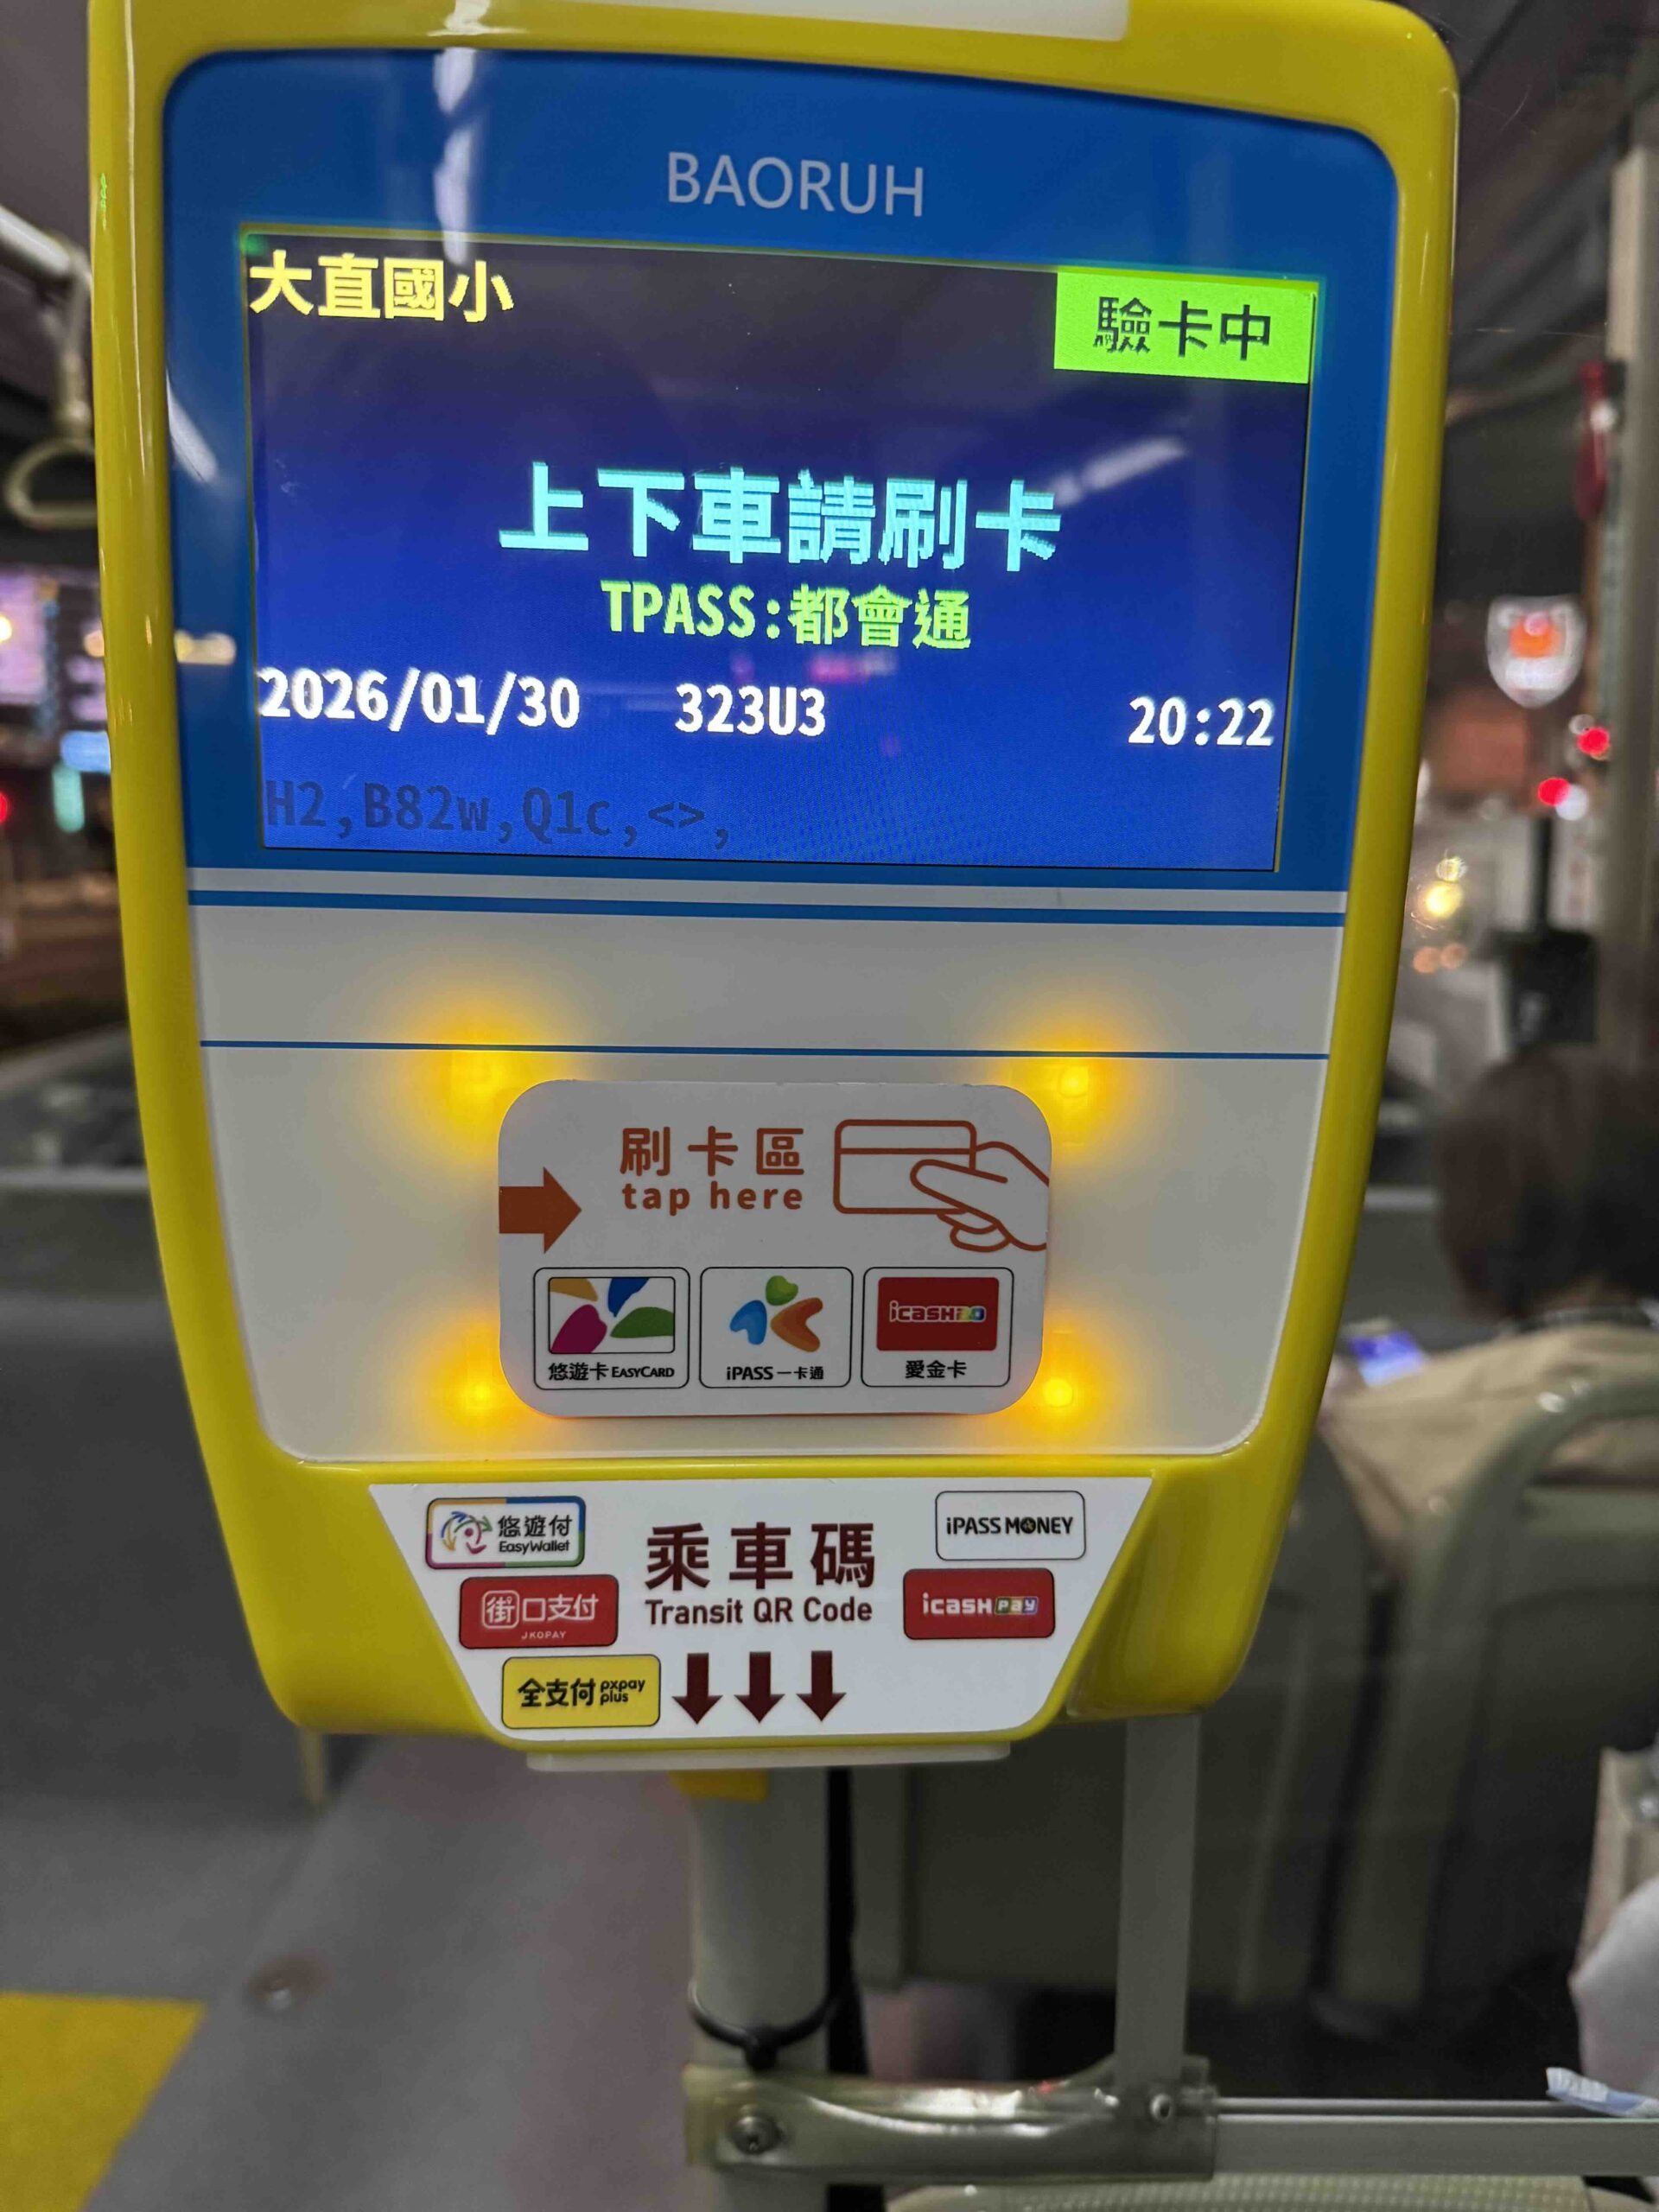 BAORUH
大直國小
驗卡中
上下車請刷卡
TPASS:都會通
2026/01/30 323U3 20:22
H2,B82w,Q1c,<>,
刷卡區
tap here
icash2.0
悠遊卡 EASYCARD
iPASS 一卡通
愛金卡
悠遊付
EasyWallet
街口支付
JKOPAY
全支付 pxpay plus
乘車碼
Transit QR Code
iPASS MONEY
icash pay